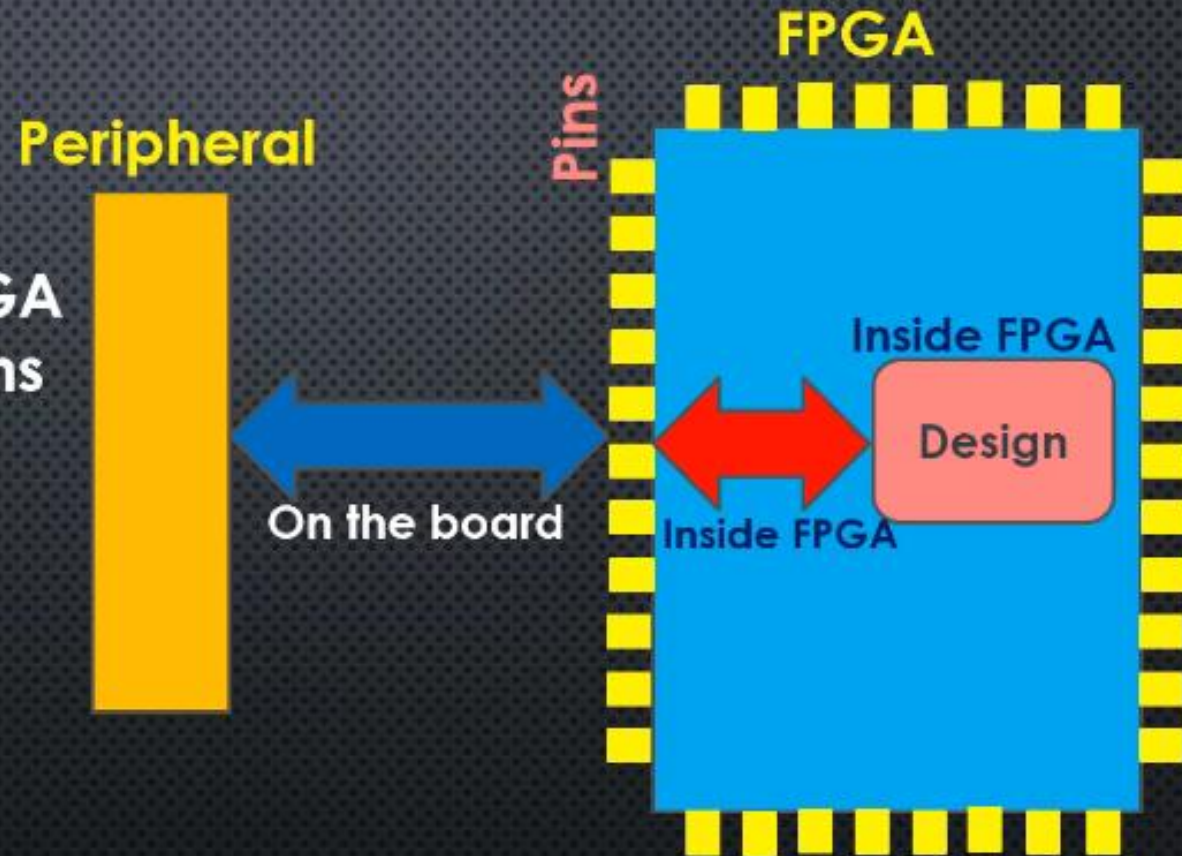 FPGA
Pins
Peripheral
GA
ns
Inside FPGA
Design
On the board
Inside FPGA